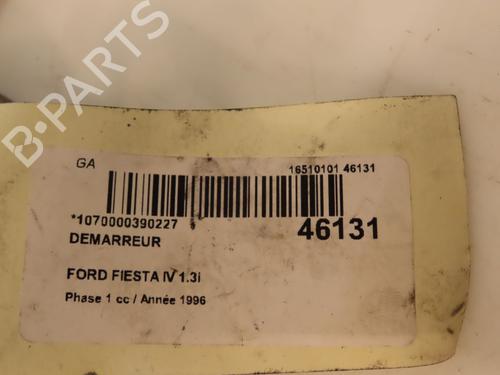 B-PARTS
GA
16510101 46131
*1070000390227
46131
DEMARREUR
FORD FIESTA IV 1.3i
Phase 1 cc / Année 1996